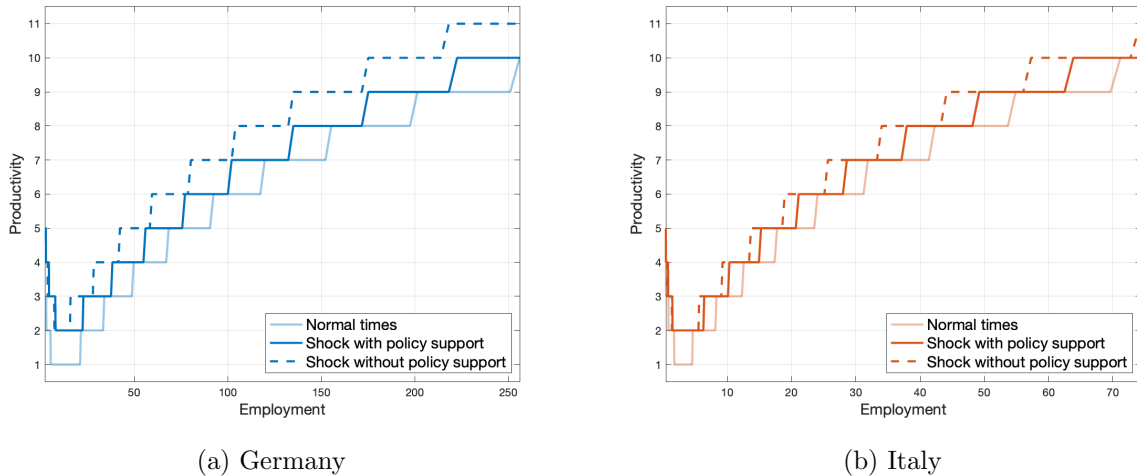 11
10
9
8
7
6
5
4
3
2
1
Productivity
50
100
150
200
250
Employment
Normal times
Shock with policy support
Shock without policy support
(a) Germany
11
10
9
8
7
6
5
4
3
2
1
Productivity
10
20
30
40
50
60
70
Employment
Normal times
Shock with policy support
Shock without policy support
(b) Italy